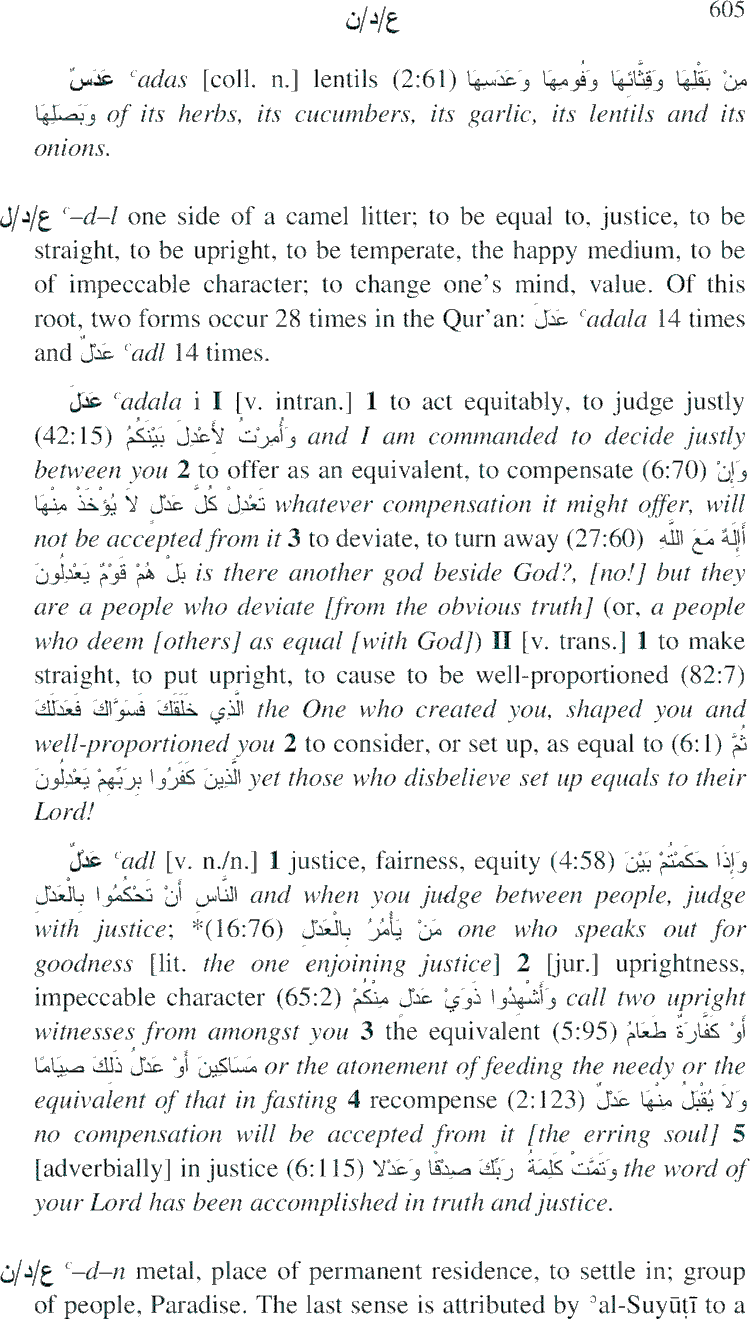 ع/د/ن 605
عَدَسٌ ʿadas [coll. n.] lentils (2:61) مِنْ بَقْلِهَا وَقِثَّائِهَا وَفُومِهَا وَعَدَسِهَا
وَبَصَلِهَا of its herbs, its cucumbers, its garlic, its lentils and its
onions.
ع/د/ل ʿ–d–l one side of a camel litter; to be equal to, justice, to be
straight, to be upright, to be temperate, the happy medium, to be
of impeccable character; to change one's mind, value. Of this
root, two forms occur 28 times in the Qur'an: عَدَلَ ʿadala 14 times
and عَدْلٌ ʿadl 14 times.
عَدَلَ ʿadala i I [v. intran.] 1 to act equitably, to judge justly
(42:15) وَأُمِرْتُ لأَعْدِلَ بَيْنَكُمُ and I am commanded to decide justly
between you 2 to offer as an equivalent, to compensate (6:70) وَإِنْ
تَعْدِلْ كُلَّ عَدْلٍ لاَ يُؤْخَذْ مِنْهَا whatever compensation it might offer, will
not be accepted from it 3 to deviate, to turn away (27:60) أَإِلَهٌ مَعَ اللَّهِ
بَلْ هُمْ قَوْمٌ يَعْدِلُونَ is there another god beside God?, [no!] but they
are a people who deviate [from the obvious truth] (or, a people
who deem [others] as equal [with God]) II [v. trans.] 1 to make
straight, to put upright, to cause to be well-proportioned (82:7)
الَّذِي خَلَقَكَ فَسَوَّاكَ فَعَدَلَكَ the One who created you, shaped you and
well-proportioned you 2 to consider, or set up, as equal to (6:1) ثُمَّ
الَّذِينَ كَفَرُوا بِرَبِّهِمْ يَعْدِلُونَ yet those who disbelieve set up equals to their
Lord!
عَدْلٌ ʿadl [v. n./n.] 1 justice, fairness, equity (4:58) وَإِذَا حَكَمْتُمْ بَيْنَ
النَّاسِ أَنْ تَحْكُمُوا بِالْعَدْلِ and when you judge between people, judge
with justice; *(16:76) مَنْ يَأْمُرُ بِالْعَدْلِ one who speaks out for
goodness [lit. the one enjoining justice] 2 [jur.] uprightness,
impeccable character (65:2) وَأَشْهِدُوا ذَوَيْ عَدْلٍ مِنْكُمْ call two upright
witnesses from amongst you 3 the equivalent (5:95) أَوْ كَفَّارَةٌ طَعَامُ
مَسَاكِينَ أَوْ عَدْلُ ذَلِكَ صِيَامًا or the atonement of feeding the needy or the
equivalent of that in fasting 4 recompense (2:123) وَلاَ يُقْبَلُ مِنْهَا عَدْلٌ
no compensation will be accepted from it [the erring soul] 5
[adverbially] in justice (6:115) وَتَمَّتْ كَلِمَةُ رَبِّكَ صِدْقًا وَعَدْلا the word of
your Lord has been accomplished in truth and justice.
ع/د/ن ʿ–d–n metal, place of permanent residence, to settle in; group
of people, Paradise. The last sense is attributed by ʾal-Suyūṭī to a